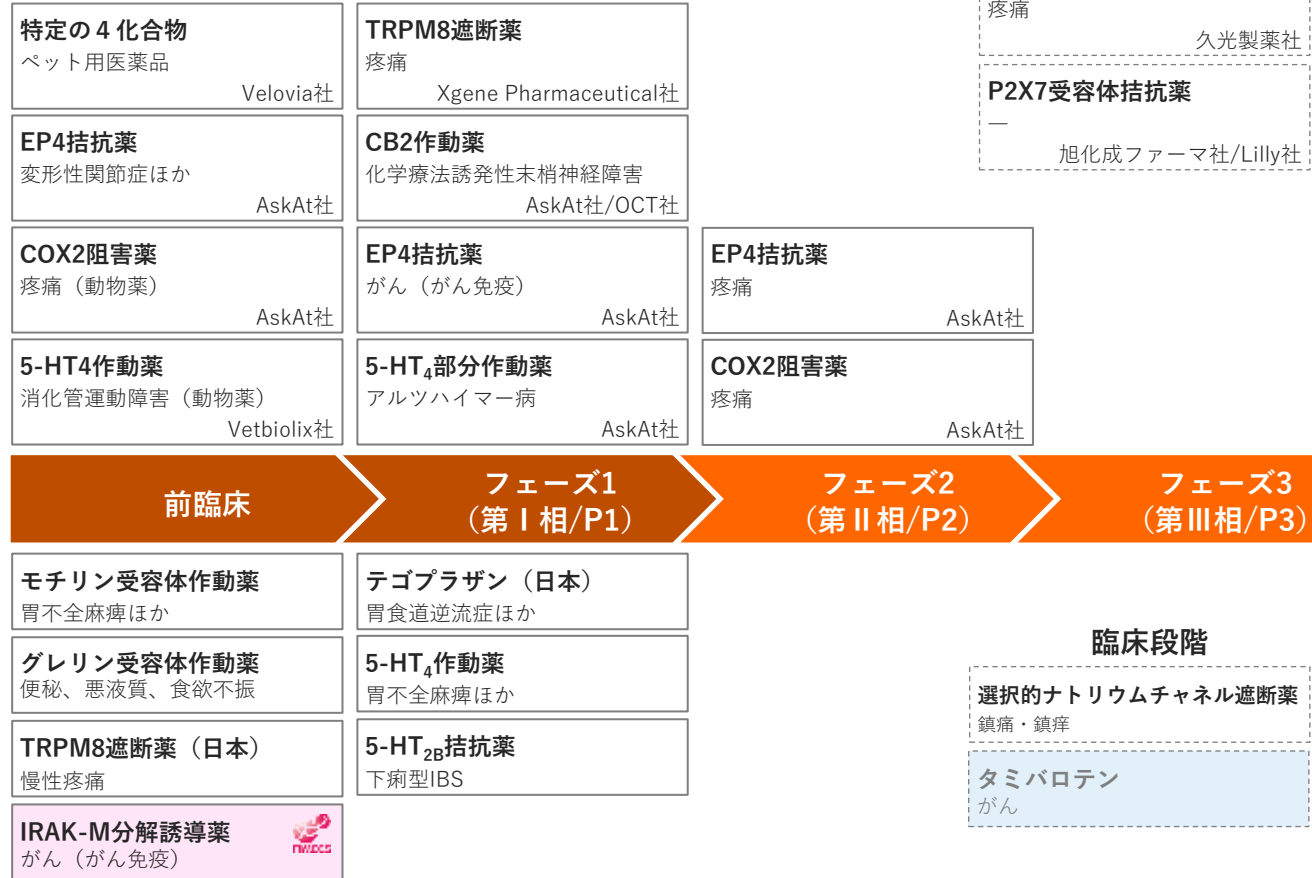 特定の４化合物
ペット用医薬品
Velovia社
TRPM8遮断薬
疼痛
Xgene Pharmaceutical社
疼痛
久光製薬社
P2X7受容体拮抗薬
—
旭化成ファーマ社/Lilly社
EP4拮抗薬
変形性関節症ほか
AskAt社
CB2作動薬
化学療法誘発性末梢神経障害
AskAt社/OCT社
COX2阻害薬
疼痛（動物薬）
AskAt社
EP4拮抗薬
がん（がん免疫）
AskAt社
EP4拮抗薬
疼痛
AskAt社
5-HT4作動薬
消化管運動障害（動物薬）
Vetbiolix社
5-HT₄部分作動薬
アルツハイマー病
AskAt社
COX2阻害薬
疼痛
AskAt社
前臨床
フェーズ1
（第Ⅰ相/P1）
フェーズ2
（第Ⅱ相/P2）
フェーズ3
（第Ⅲ相/P3）
モチリン受容体作動薬
胃不全麻痺ほか
テゴプラザン（日本）
胃食道逆流症ほか
グレリン受容体作動薬
便秘、悪液質、食欲不振
5-HT₄作動薬
胃不全麻痺ほか
TRPM8遮断薬（日本）
慢性疼痛
5-HT₂B拮抗薬
下痢型IBS
IRAK-M分解誘導薬
がん（がん免疫）
臨床段階
選択的ナトリウムチャネル遮断薬
鎮痛・鎮痒
タミバロテン
がん